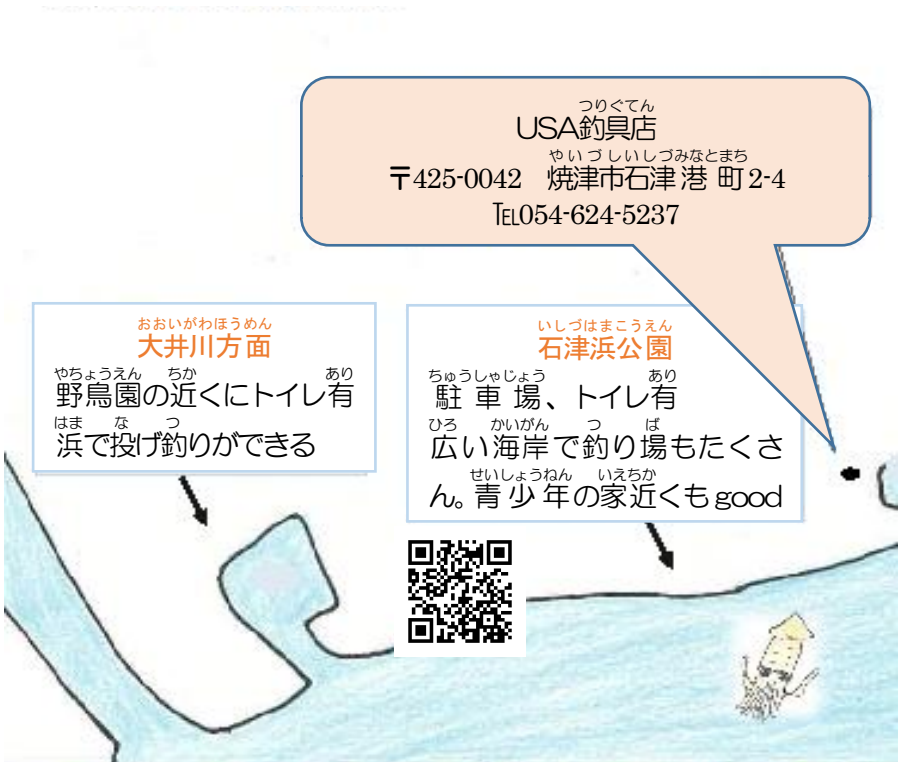 つりぐてん
USA釣具店
やいづしいしづみなとまち
〒425-0042 焼津市石津港町2-4
℡054-624-5237
おおいがわほうめん
大井川方面
やちょうえん ちか あり
野鳥園の近くにトイレ有
はま な つ
浜で投げ釣りができる
いしづはまこうえん
石津浜公園
ちゅうしゃじょう あり
駐車場、トイレ有
ひろ かいがん つ ば
広い海岸で釣り場もたくさ
せいしょうねん いえちか
ん。青少年の家近くもgood